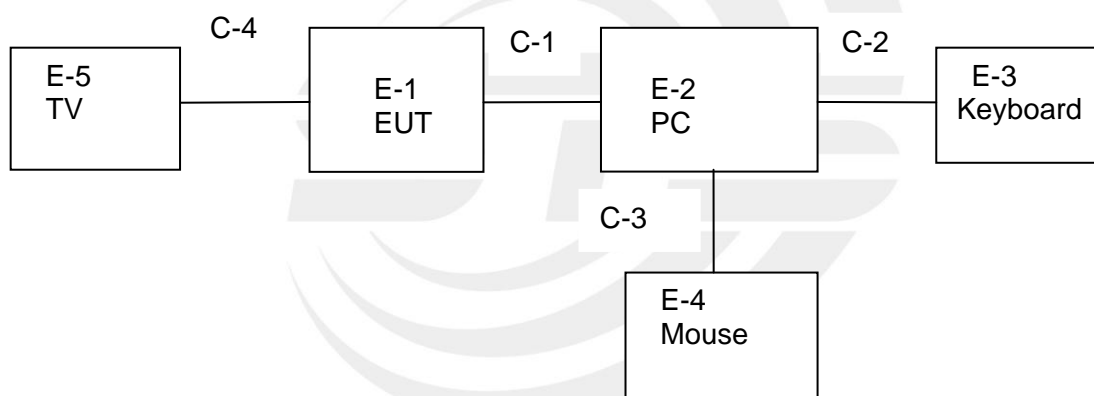 C-4
C-1
C-2
E-5
TV
E-1
EUT
E-2
PC
E-3
Keyboard
C-3
E-4
Mouse